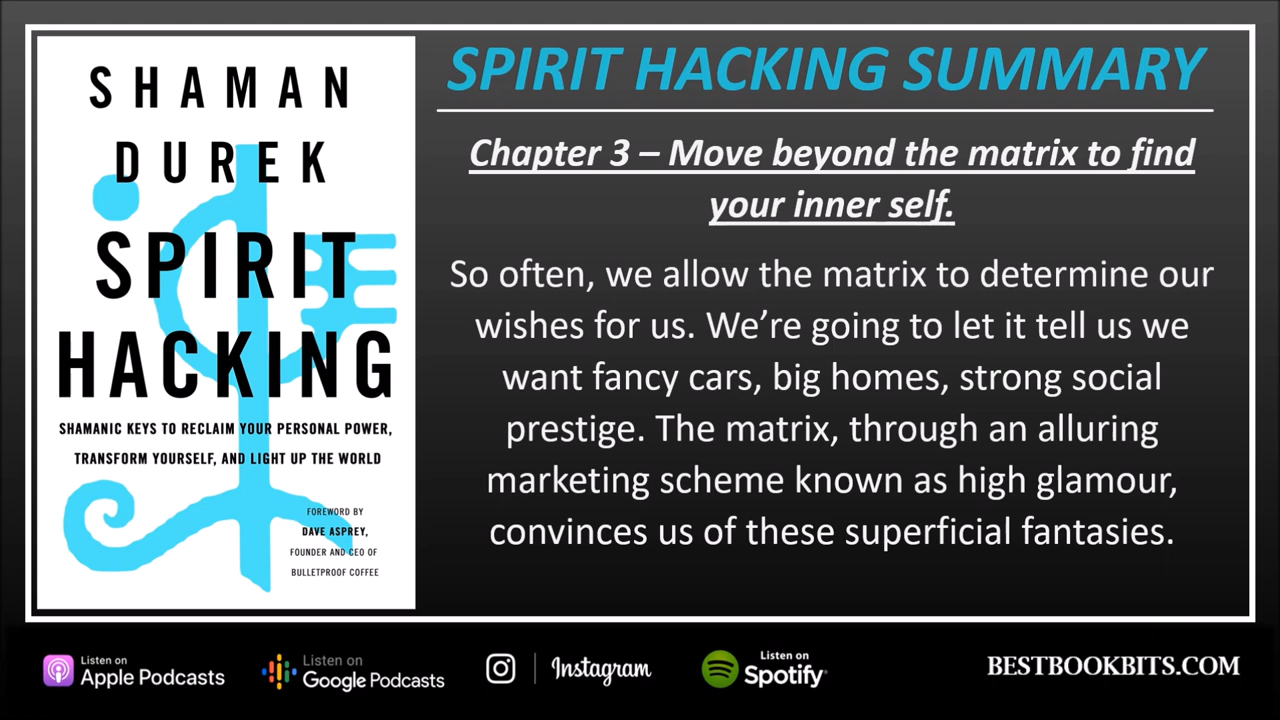 SHAMAN
DUREK
SPIRIT
HACKING
SHAMANIC KEYS TO RECLAIM YOUR PERSONAL POWER,
TRANSFORM YOURSELF, AND LIGHT UP THE WORLD
FOREWORD BY
DAVE ASPREY,
FOUNDER AND CEO OF
BULLETPROOF COFFEE
SPIRIT HACKING SUMMARY
Chapter 3 – Move beyond the matrix to find
your inner self.
So often, we allow the matrix to determine our
wishes for us. We’re going to let it tell us we
want fancy cars, big homes, strong social
prestige. The matrix, through an alluring
marketing scheme known as high glamour,
convinces us of these superficial fantasies.
Listen on
Apple Podcasts
Listen on
Google Podcasts
Instagram
Listen on
Spotify
BESTBOOKBITS.COM